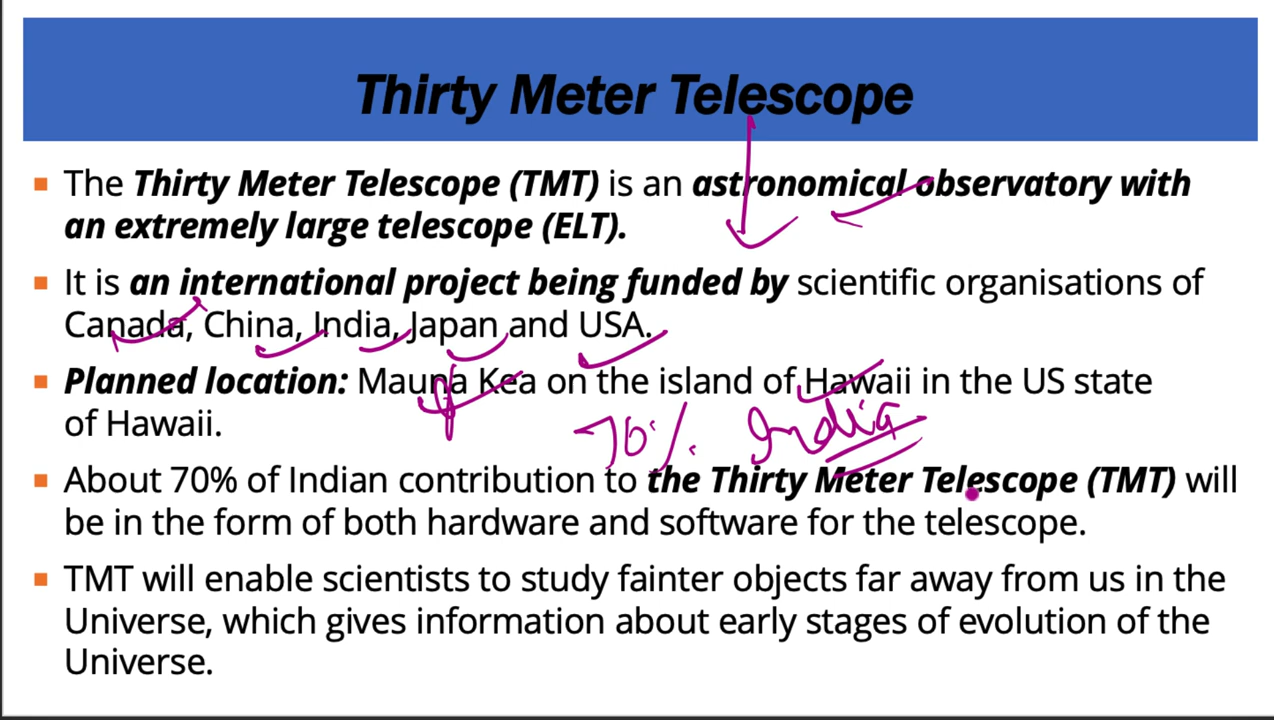 Thirty Meter Telescope
The Thirty Meter Telescope (TMT) is an astronomical observatory with
an extremely large telescope (ELT).
It is an international project being funded by scientific organisations of
Canada, China, India, Japan and USA.
Planned location: Mauna Kea on the island of Hawaii in the US state
of Hawaii.
70% India
About 70% of Indian contribution to the Thirty Meter Telescope (TMT) will
be in the form of both hardware and software for the telescope.
TMT will enable scientists to study fainter objects far away from us in the
Universe, which gives information about early stages of evolution of the
Universe.